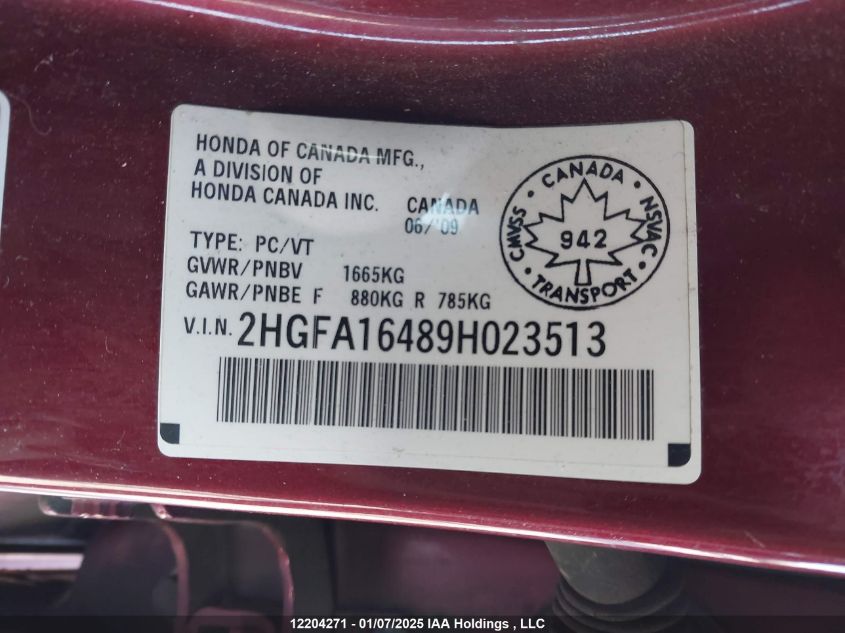 HONDA OF CANADA MFG.,
A DIVISION OF
HONDA CANADA INC. CANADA
06/'09
TYPE: PC/VT
GVWR/PNBV 1665KG
GAWR/PNBE F 880KG R 785KG
V.I.N. 2HGFA16489H023513
• CANADA •
CMVSS
942
NSVAC
• TRANSPORT •
12204271 - 01/07/2025 IAA Holdings , LLC